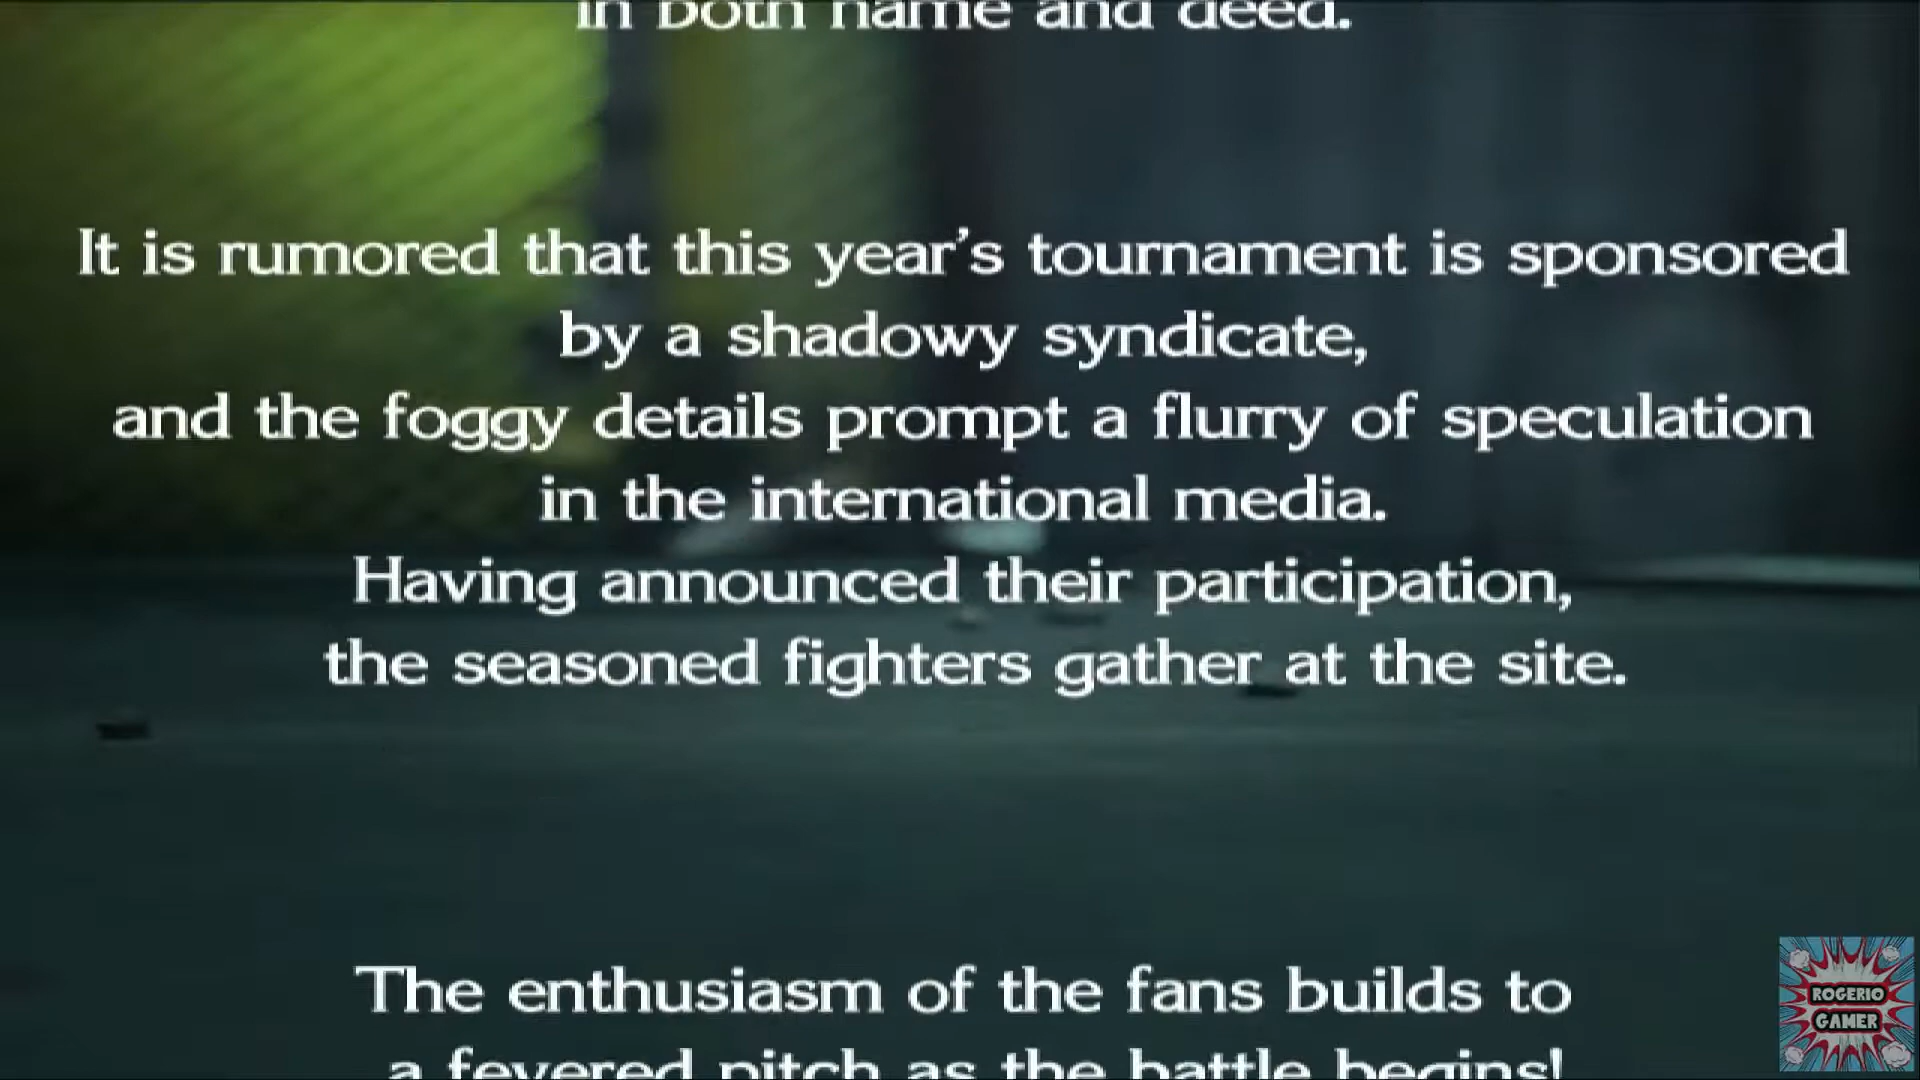 in both name and deed.
It is rumored that this year's tournament is sponsored
by a shadowy syndicate,
and the foggy details prompt a flurry of speculation
in the international media.
Having announced their participation,
the seasoned fighters gather at the site.
The enthusiasm of the fans builds to
a fevered pitch as the battle begins!
ROGERIO
GAMER